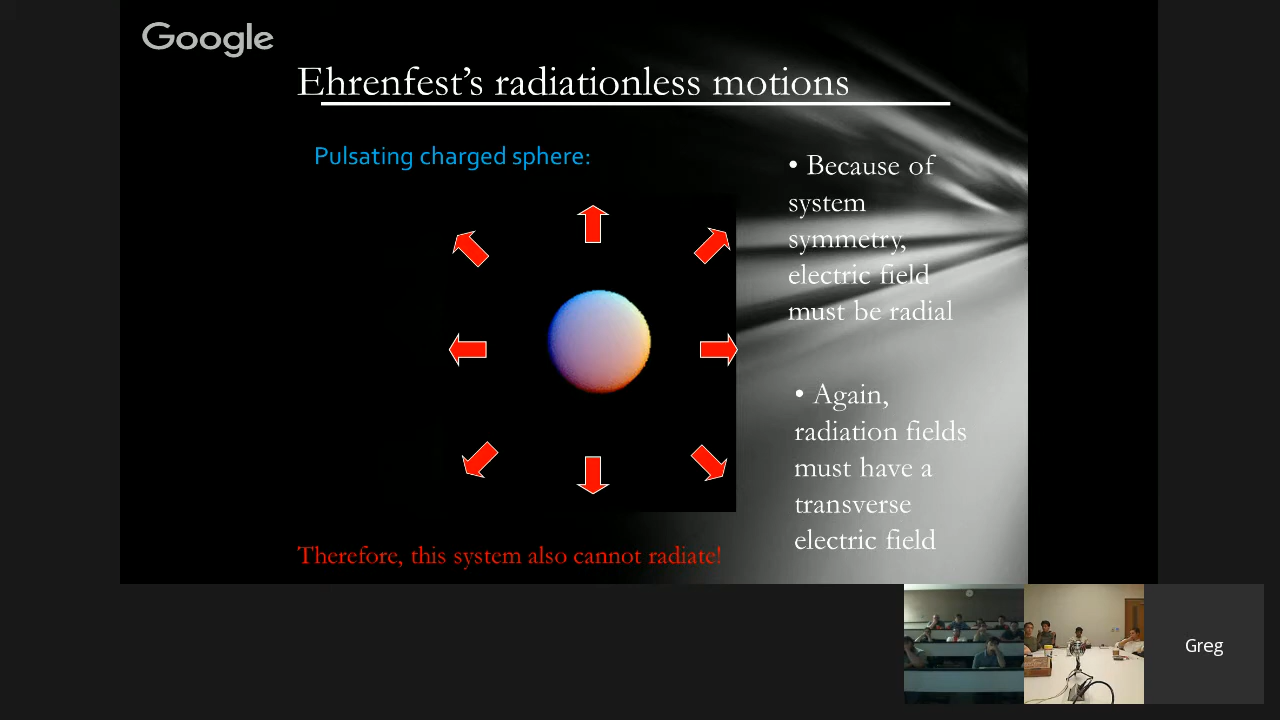 Google
Ehrenfest's radiationless motions
Pulsating charged sphere:
• Because of
system
symmetry,
electric field
must be radial
• Again,
radiation fields
must have a
transverse
electric field
Therefore, this system also cannot radiate!
Greg